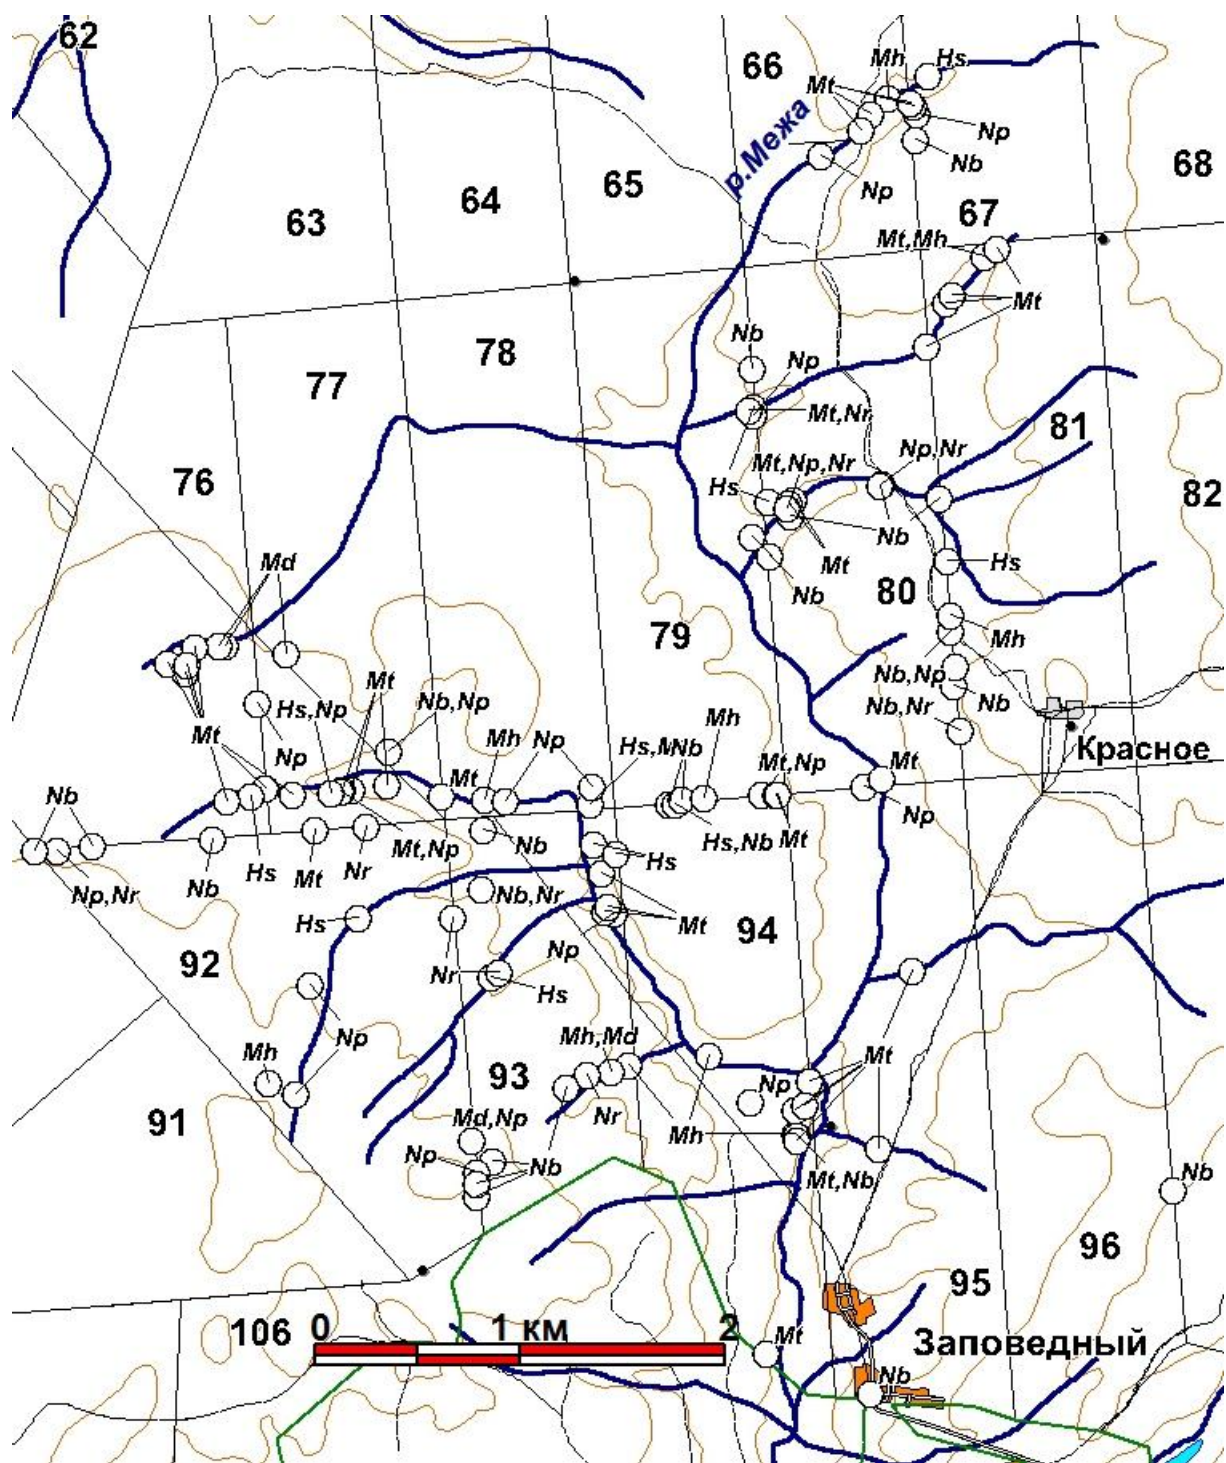 62
66
Mh
Hs
Mt
Np
Nb
р.Межа
Np
68
65
64
63
67
Mt,Mh
Mt
Nb
78
Np
77
Mt,Nr
81
Np,Nr
Mt,Np,Nr
76
Hs
82
Nb
Mt
Hs
Md
Nb
80
79
Mh
Nb,Np
Mt
Nb
Nb,Np
Hs,Np
Nb,Nr
Mh
Mt
Mh
Np
Nb
Красное
Np
Mt
Mt
Mt,Np
Nb
Np
Hs,Nb
Mt
Nb
Mt,Np
Hs
Nb
Hs
Mt
Nr
Np,Nr
Nb,Nr
Hs
Mt
94
92
Np
Nr
Hs
Mh,Md
Np
Mh
Mt
93
Np
Nr
91
Md,Np
Mh
Np
Nb
Mt,Nb
Nb
96
95
106
0
1 км
2
Mt
Заповедный
Nb